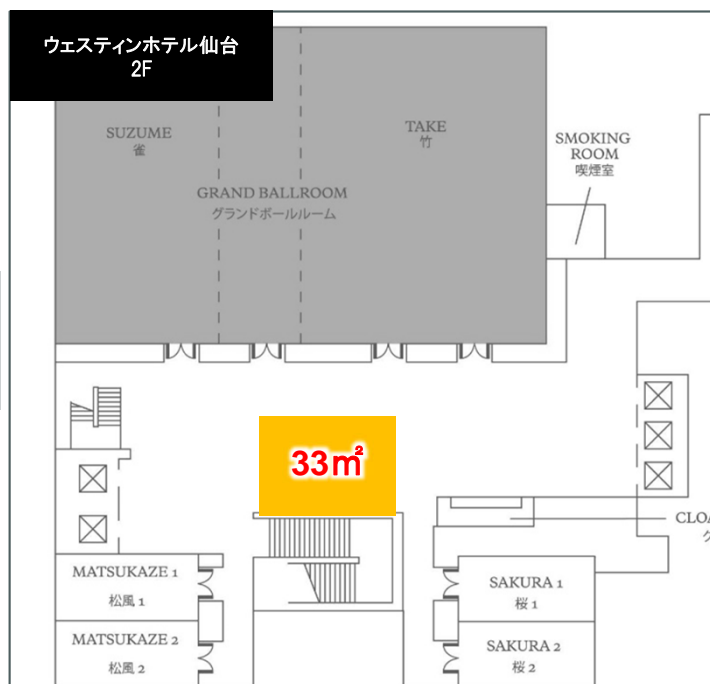 ウェスティンホテル仙台
2F
SUZUME
雀
TAKE
竹
SMOKING
ROOM
喫煙室
GRAND BALLROOM
グランドボールルーム
33㎡
MATSUKAZE 1
松風 1
SAKURA 1
桜 1
MATSUKAZE 2
松風 2
SAKURA 2
桜 2